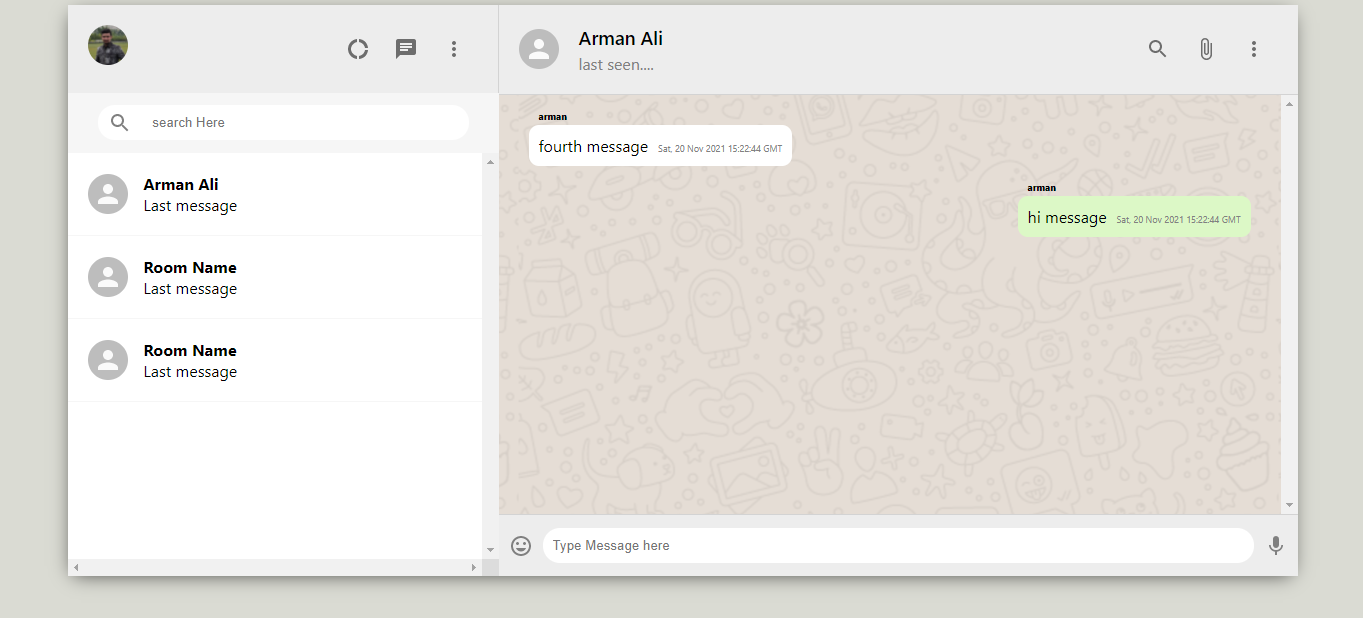 Arman Ali
last seen....
search Here
Arman Ali
Last message
Room Name
Last message
Room Name
Last message
arman
fourth message Sat, 20 Nov 2021 15:22:44 GMT
arman
hi message Sat, 20 Nov 2021 15:22:44 GMT
Type Message here